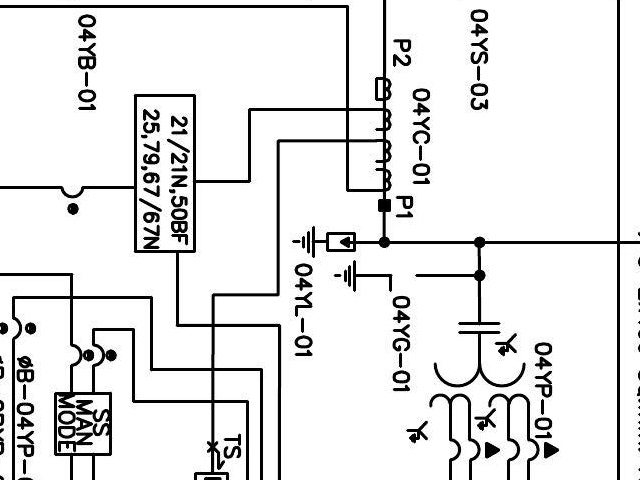 04YB-01
P2
04YS-03
04YC-01
21/21N,50BF
25,79,67/67N
P1
04YL-01
04YG-01
04YP-01
Y
Y
Y
SS
MAN
MODE
TS
øB-04YP-0